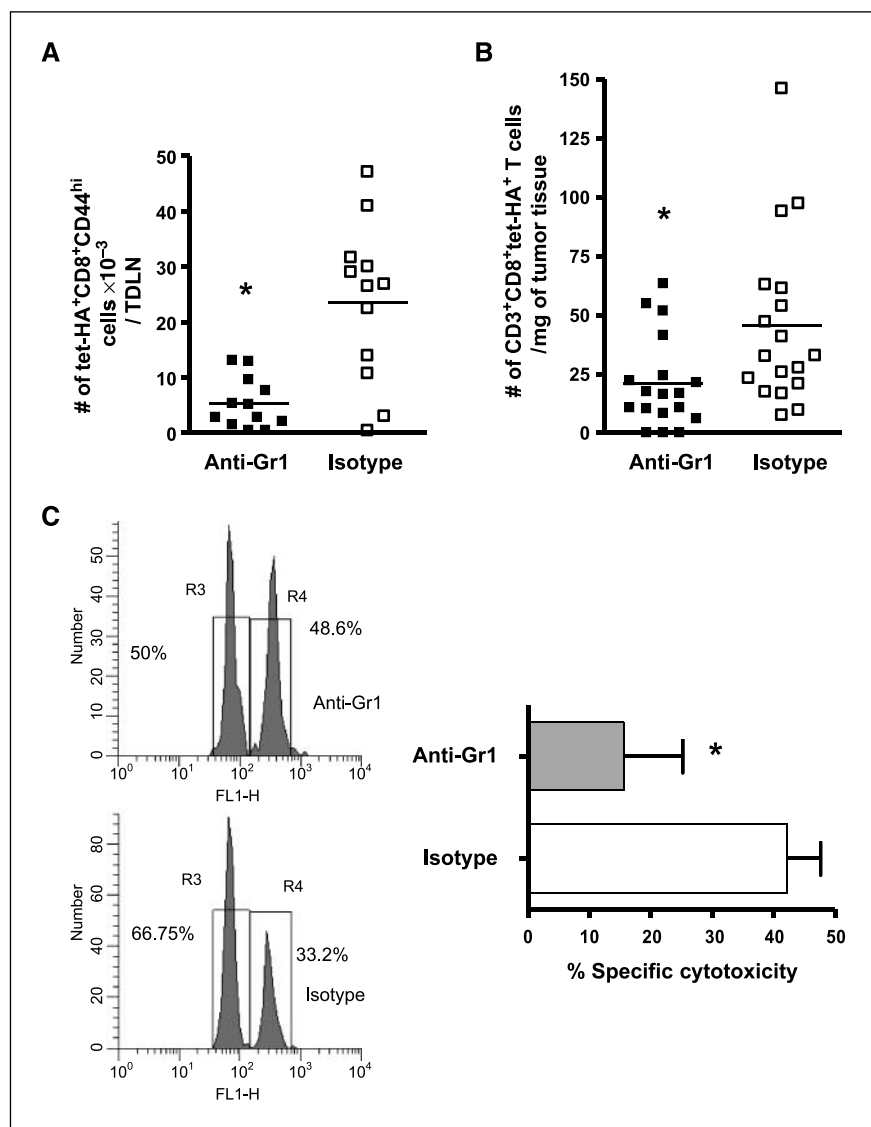 A
# of tet-HA⁺CD8⁺CD44ʰⁱ
cells ×10⁻³
/ TDLN
50
40
30
20
10
0
*
Anti-Gr1
Isotype
B
# of CD3⁺CD8⁺tet-HA⁺ T cells
/mg of tumor tissue
150
125
100
75
50
25
0
*
Anti-Gr1
Isotype
C
Number
50
40
30
20
10
0
R3
R4
50%
48.6%
Anti-Gr1
10⁰
10¹
10²
10³
10⁴
FL1-H
Number
80
60
40
20
0
R3
R4
66.75%
33.2%
Isotype
10⁰
10¹
10²
10³
10⁴
FL1-H
Anti-Gr1
*
Isotype
0
10
20
30
40
50
% Specific cytotoxicity